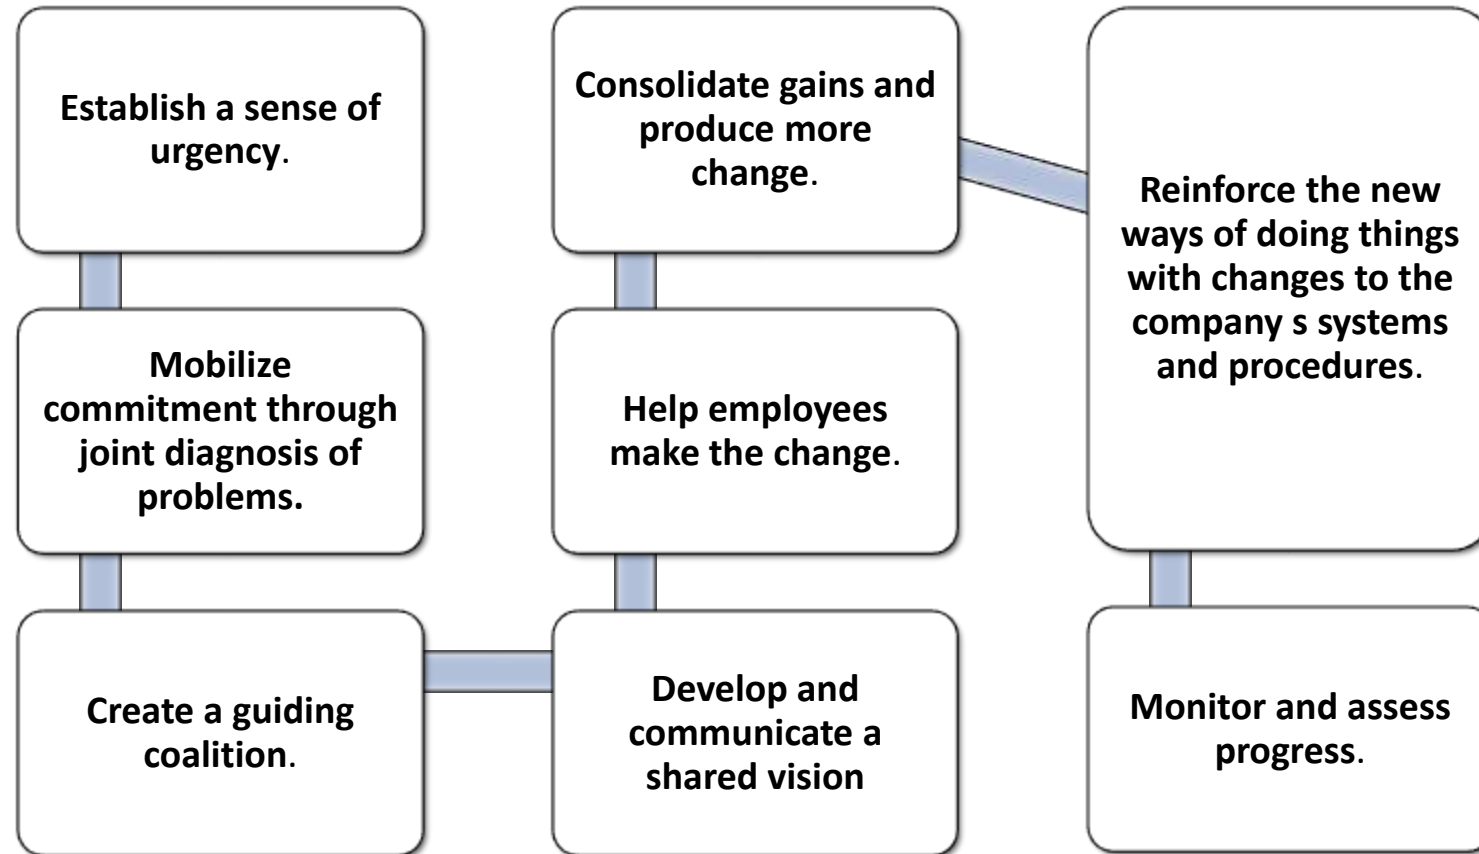 Establish a sense of
urgency.
Mobilize
commitment through
joint diagnosis of
problems.
Create a guiding
coalition.
Develop and
communicate a
shared vision
Help employees
make the change.
Consolidate gains and
produce more
change.
Reinforce the new
ways of doing things
with changes to the
company s systems
and procedures.
Monitor and assess
progress.